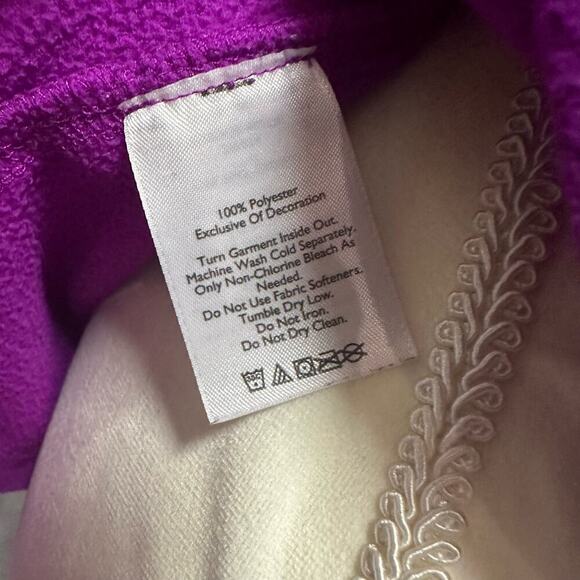 100% Polyester
Exclusive Of Decoration
Turn Garment Inside Out.
Machine Wash Cold Separately.
Only Non-Chlorine Bleach As
Needed.
Do Not Use Fabric Softeners.
Tumble Dry Low.
Do Not Iron.
Do Not Dry Clean.